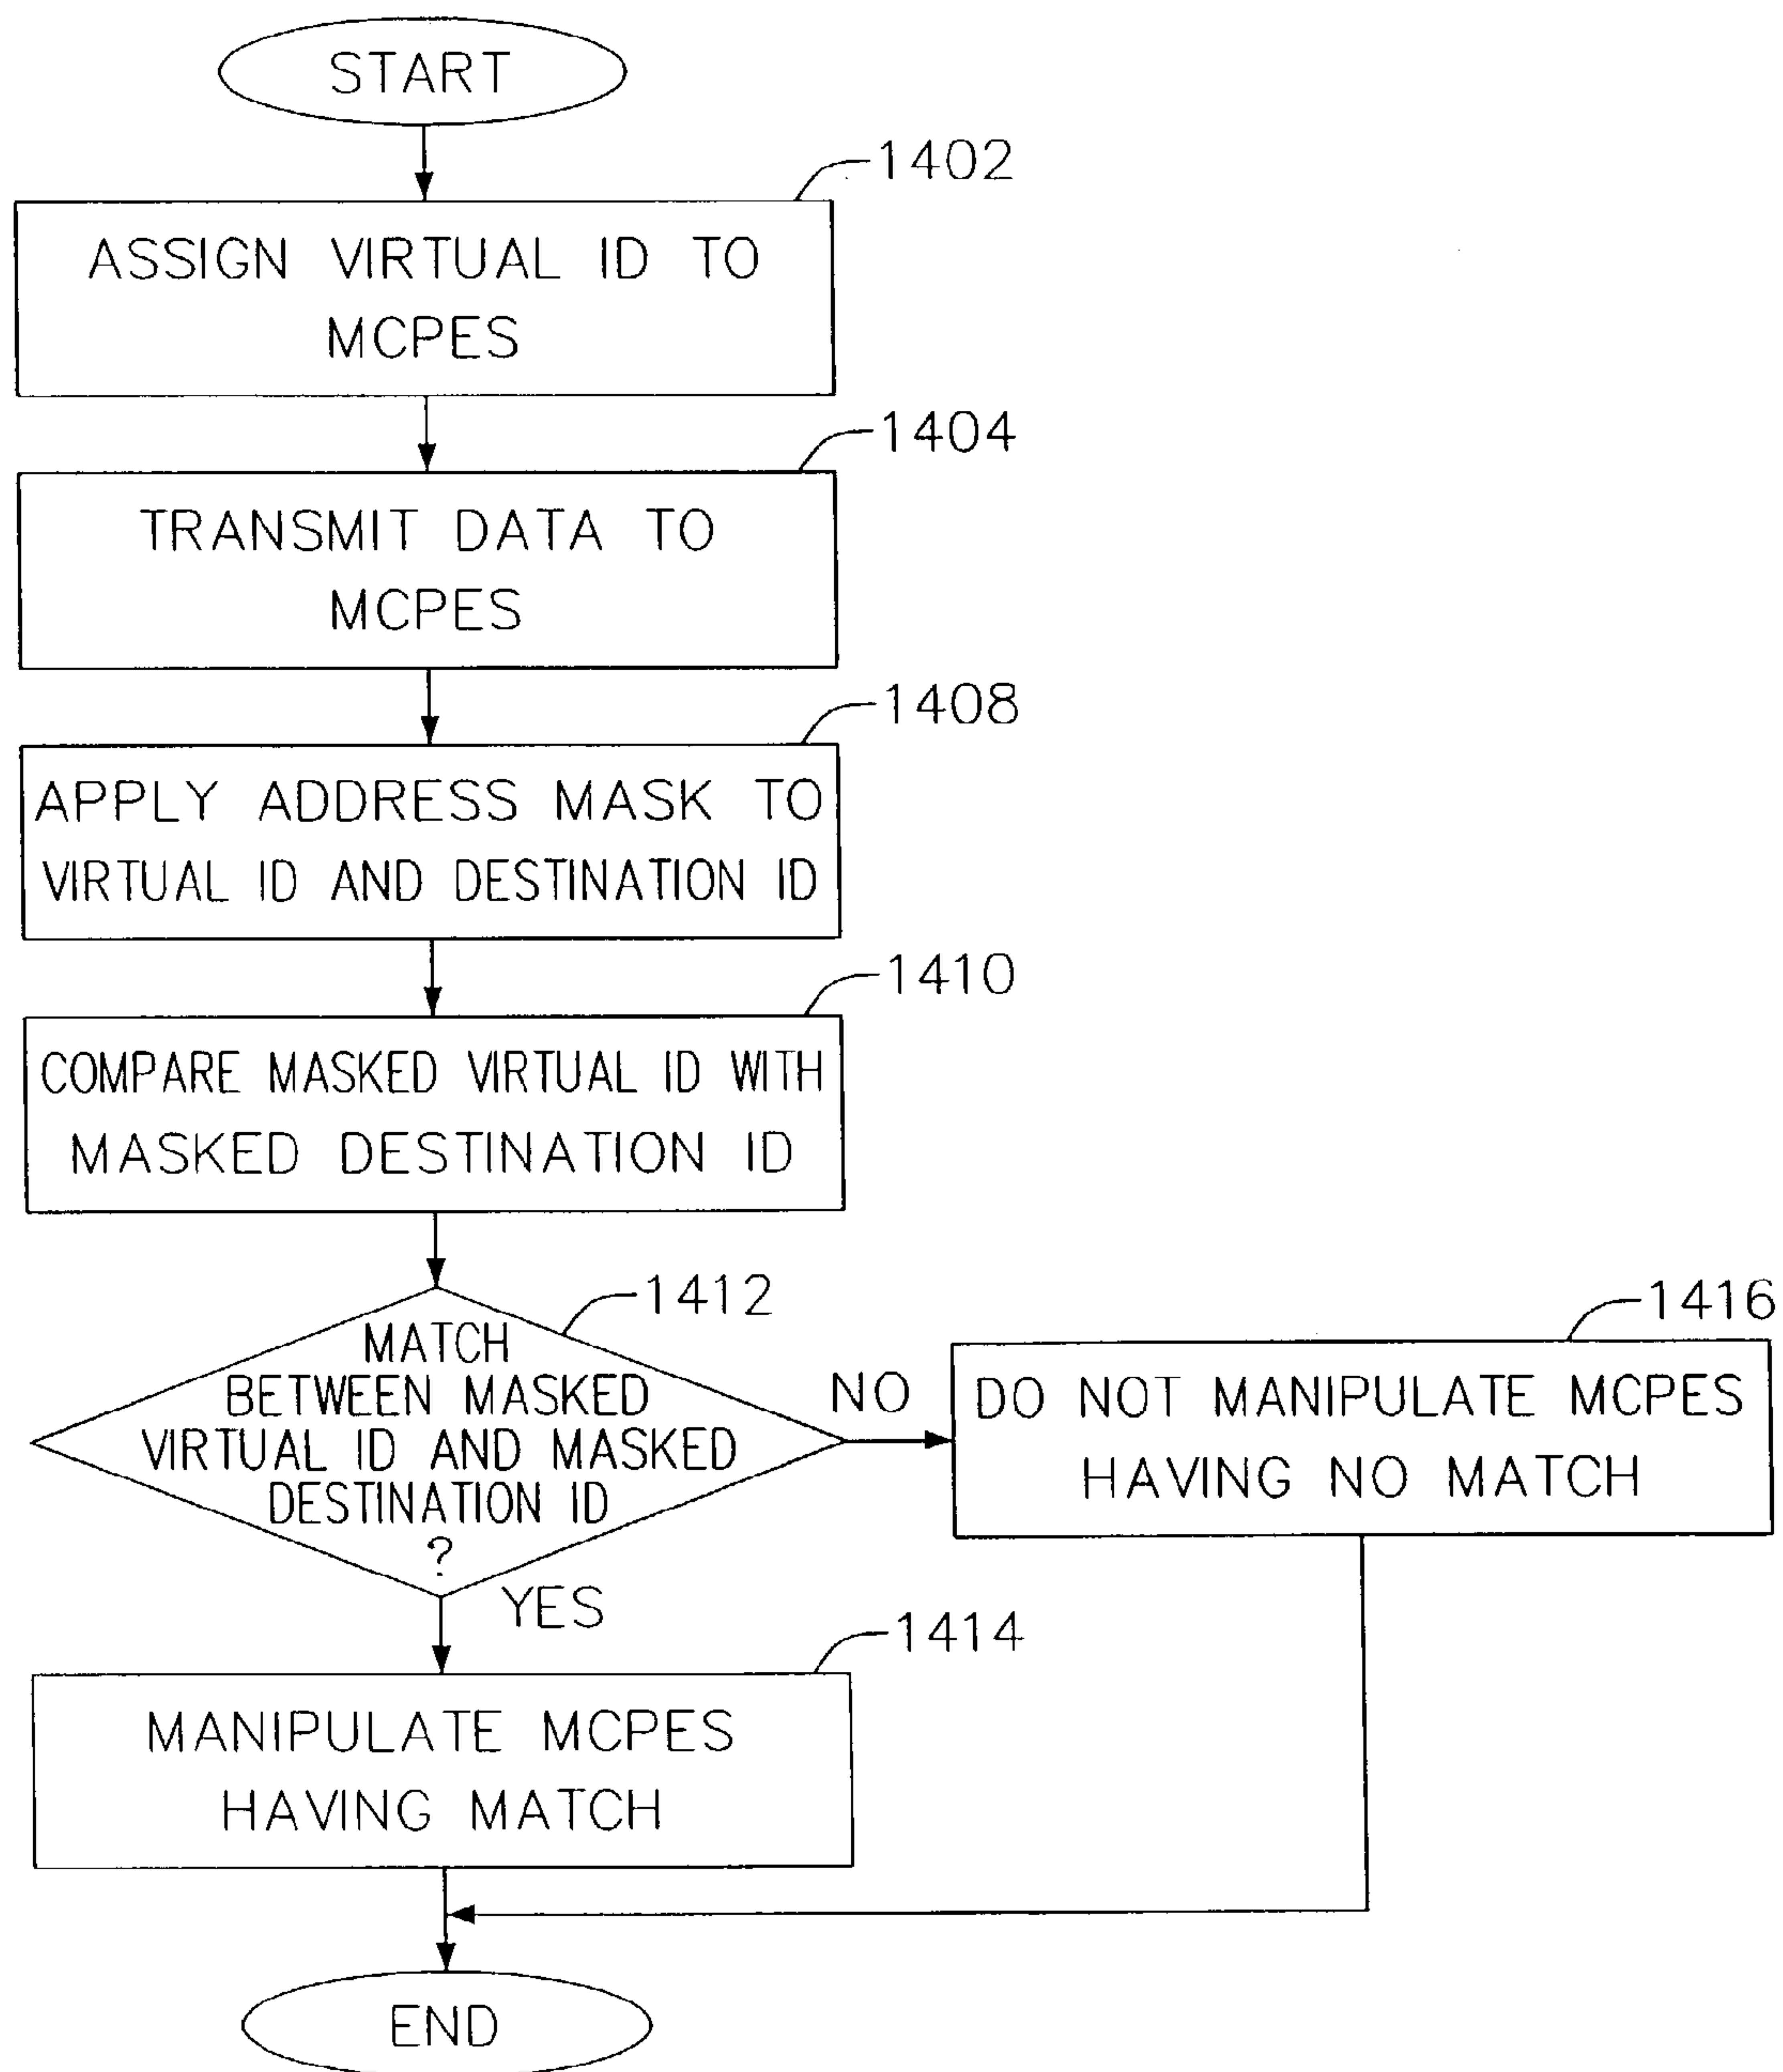 START
1402
ASSIGN VIRTUAL ID TO
MCPES
1404
TRANSMIT DATA TO
MCPES
1408
APPLY ADDRESS MASK TO
VIRTUAL ID AND DESTINATION ID
1410
COMPARE MASKED VIRTUAL ID WITH
MASKED DESTINATION ID
1412
MATCH
BETWEEN MASKED
VIRTUAL ID AND MASKED
DESTINATION ID
?
NO
1416
DO NOT MANIPULATE MCPES
HAVING NO MATCH
YES
1414
MANIPULATE MCPES
HAVING MATCH
END